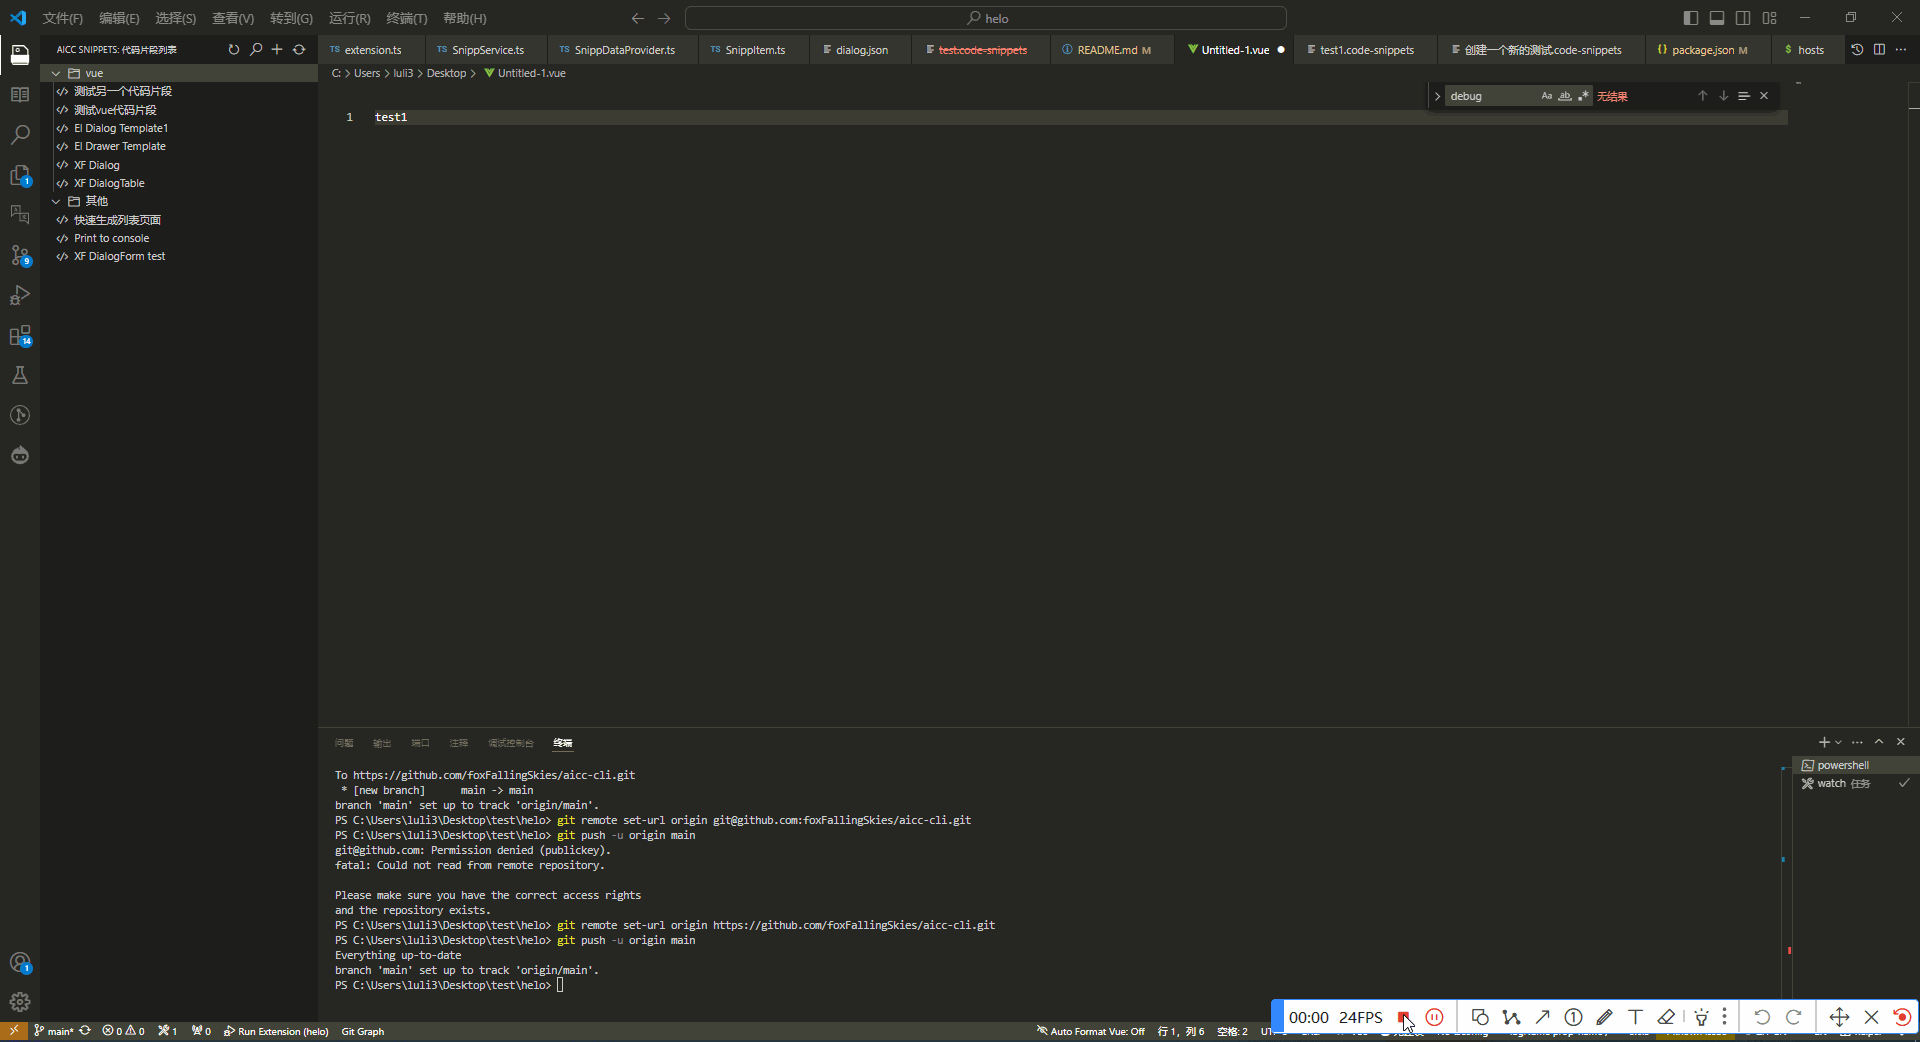 文件(F) 编辑(E) 选择(S) 查看(V) 转到(G) 运行(R) 终端(T) 帮助(H) helo
AICC SNIPPETS: 代码片段列表
extension.ts SnippService.ts SnippDataProvider.ts SnippItem.ts dialog.json test.code-snippets README.md M Untitled-1.vue test1.code-snippets 创建一个新的测试.code-snippets package.json M hosts
C: > Users > luli3 > Desktop > Untitled-1.vue
debug Aa ab 无结果
1 test1
vue
测试另一个代码片段
测试vue代码片段
El Dialog Template1
El Drawer Template
XF Dialog
XF DialogTable
其他
快速生成列表页面
Print to console
XF DialogForm test
1
9
14
1
问题 输出 端口 注释 调试控制台 终端
To https://github.com/foxFallingSkies/aicc-cli.git
* [new branch] main -> main
branch 'main' set up to track 'origin/main'.
PS C:\Users\luli3\Desktop\test\helo> git remote set-url origin git@github.com:foxFallingSkies/aicc-cli.git
PS C:\Users\luli3\Desktop\test\helo> git push -u origin main
git@github.com: Permission denied (publickey).
fatal: Could not read from remote repository.
Please make sure you have the correct access rights
and the repository exists.
PS C:\Users\luli3\Desktop\test\helo> git remote set-url origin https://github.com/foxFallingSkies/aicc-cli.git
PS C:\Users\luli3\Desktop\test\helo> git push -u origin main
Everything up-to-date
branch 'main' set up to track 'origin/main'.
PS C:\Users\luli3\Desktop\test\helo>
powershell
watch 任务
00:00 24FPS
main* 0 0 1 0 Run Extension (helo) Git Graph Auto Format Vue: Off 行 1, 列 6 空格: 2